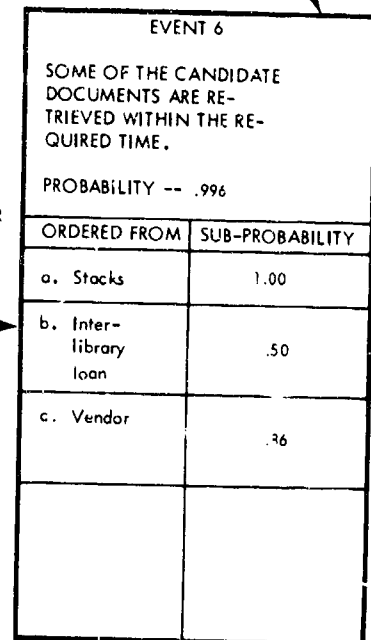 EVENT 6
SOME OF THE CANDIDATE
DOCUMENTS ARE RE-
TRIEVED WITHIN THE RE-
QUIRED TIME.
PROBABILITY -- .996
ORDERED FROM SUB-PROBABILITY
a. Stacks 1.00
b. Inter-
library
loan .50
c. Vendor